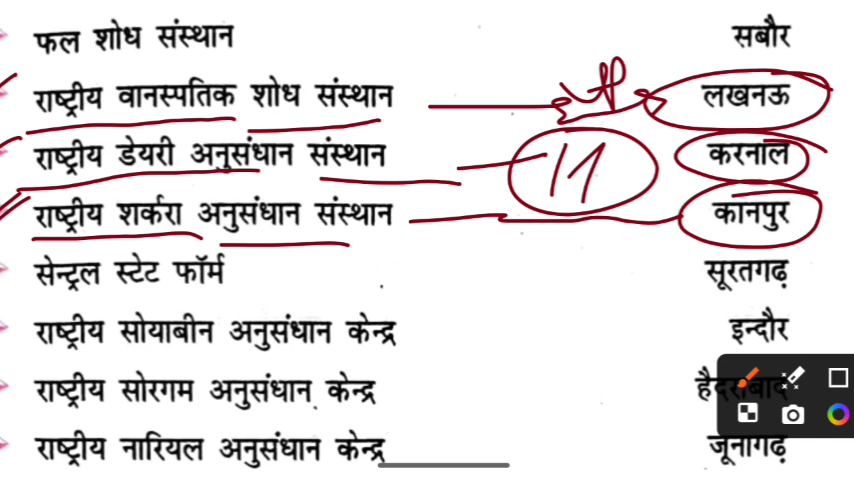 फल शोध संस्थान सबौर
राष्ट्रीय वानस्पतिक शोध संस्थान लखनऊ
राष्ट्रीय डेयरी अनुसंधान संस्थान 11 करनाल
राष्ट्रीय शर्करा अनुसंधान संस्थान कानपुर
सेन्ट्रल स्टेट फॉर्म सूरतगढ़
राष्ट्रीय सोयाबीन अनुसंधान केन्द्र इन्दौर
राष्ट्रीय सोरगम अनुसंधान केन्द्र हैदराबाद
राष्ट्रीय नारियल अनुसंधान केन्द्र जूनागढ़